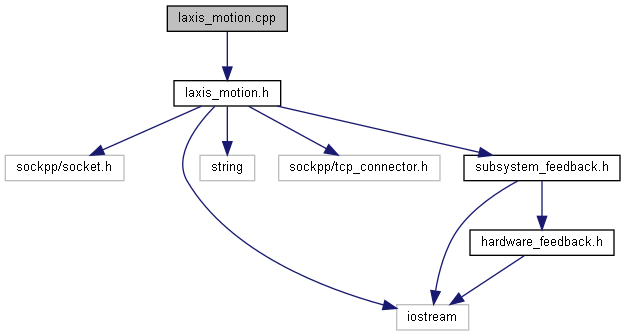 laxis_motion.cpp
laxis_motion.h
sockpp/socket.h
string
sockpp/tcp_connector.h
subsystem_feedback.h
hardware_feedback.h
iostream